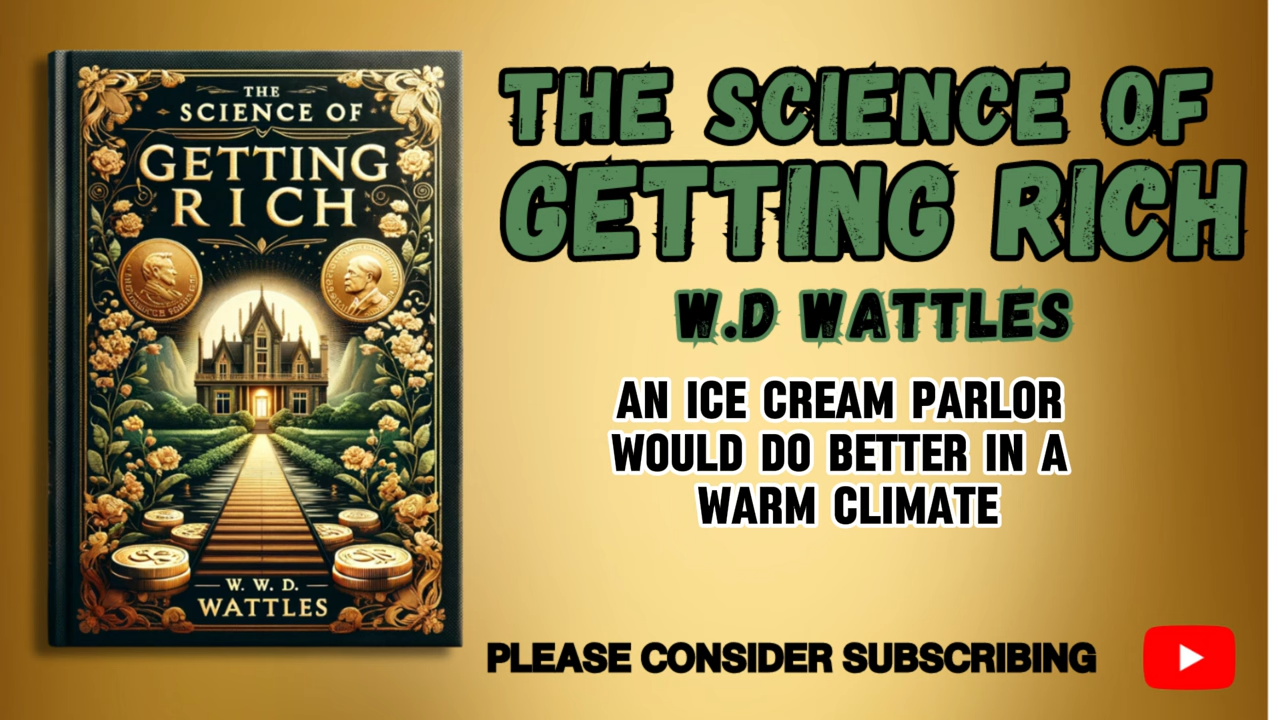 THE
SCIENCE OF
GETTING
RICH
W. W. D.
WATTLES
THE SCIENCE OF
GETTING RICH
W.D WATTLES
AN ICE CREAM PARLOR
WOULD DO BETTER IN A
WARM CLIMATE
PLEASE CONSIDER SUBSCRIBING